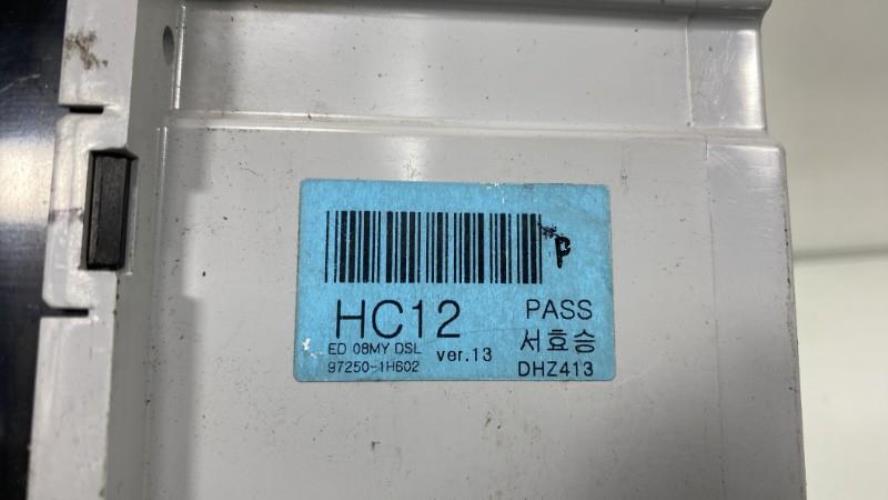 P
HC12
PASS
ED 08MY DSL
ver.13
서효승
97250-1H602
DHZ413